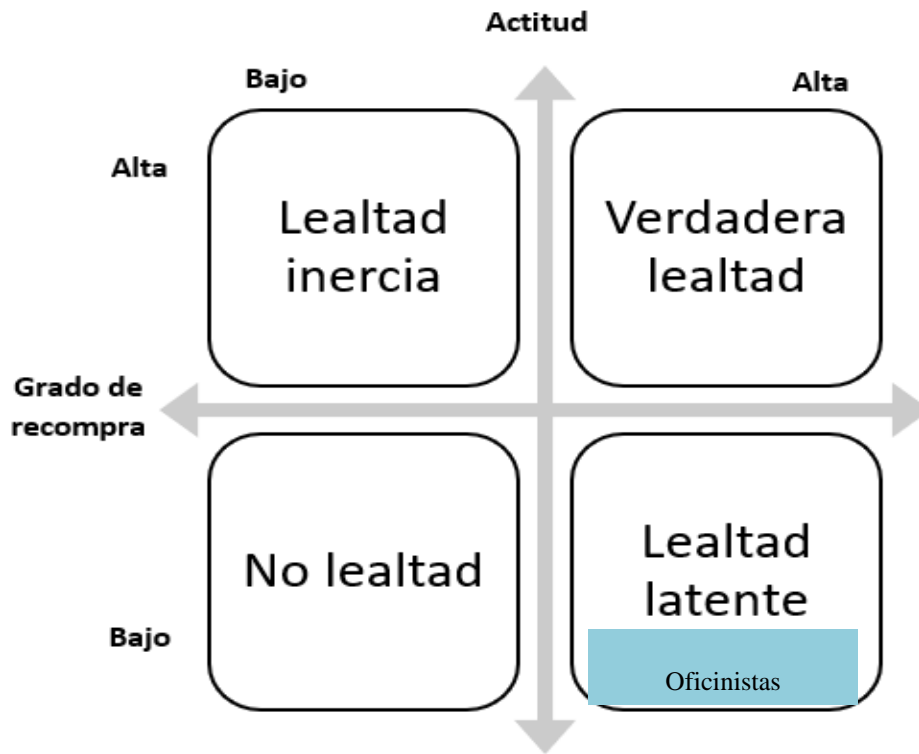 Actitud
Bajo
Alta
Alta
Lealtad
inercia
Verdadera
lealtad
Grado de
recompra
No lealtad
Lealtad
latente
Bajo
Oficinistas